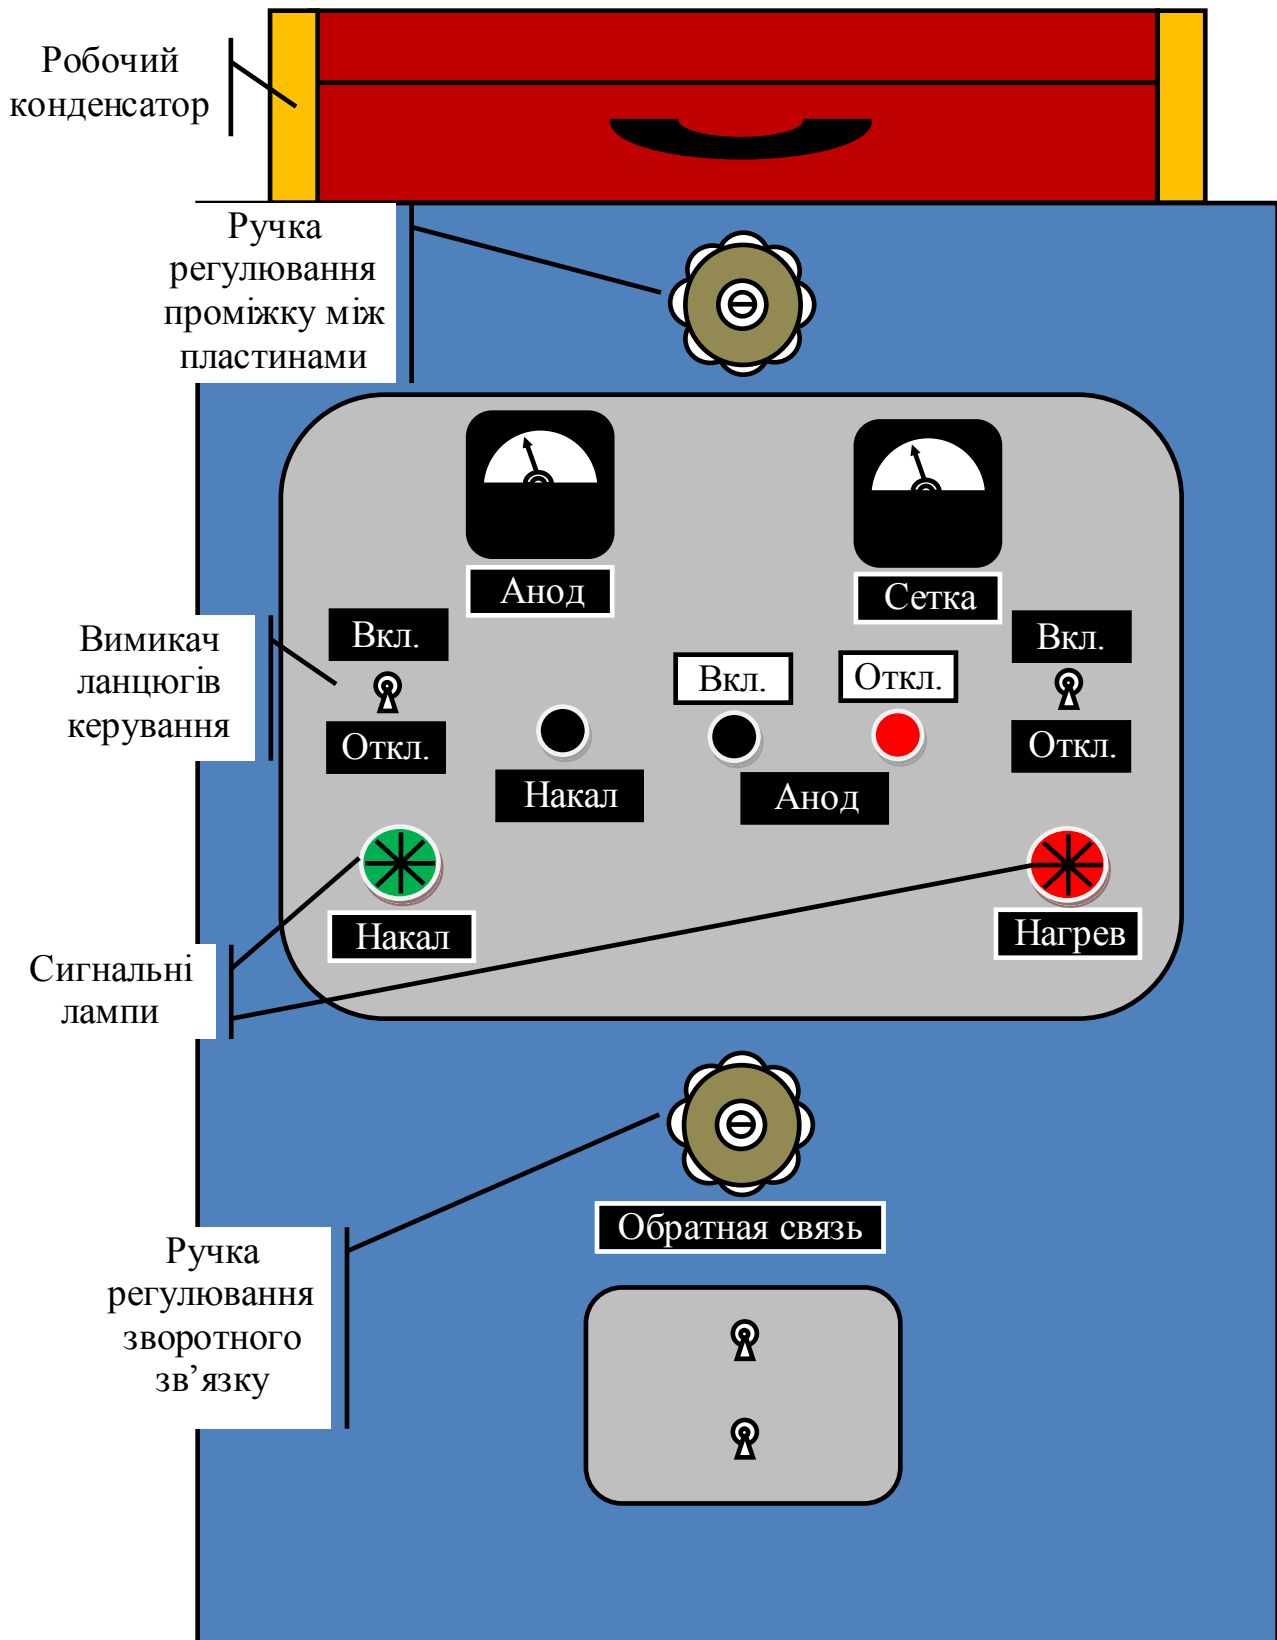 Робочий
конденсатор
Ручка
регулювання
проміжку між
пластинами
Анод
Сетка
Вкл.
Вкл.
Вимикач
ланцюгів
керування
Вкл.
Откл.
Откл.
Откл.
Накал
Анод
Накал
Нагрев
Сигнальні
лампи
Обратная связь
Ручка
регулювання
зворотного
зв’язку